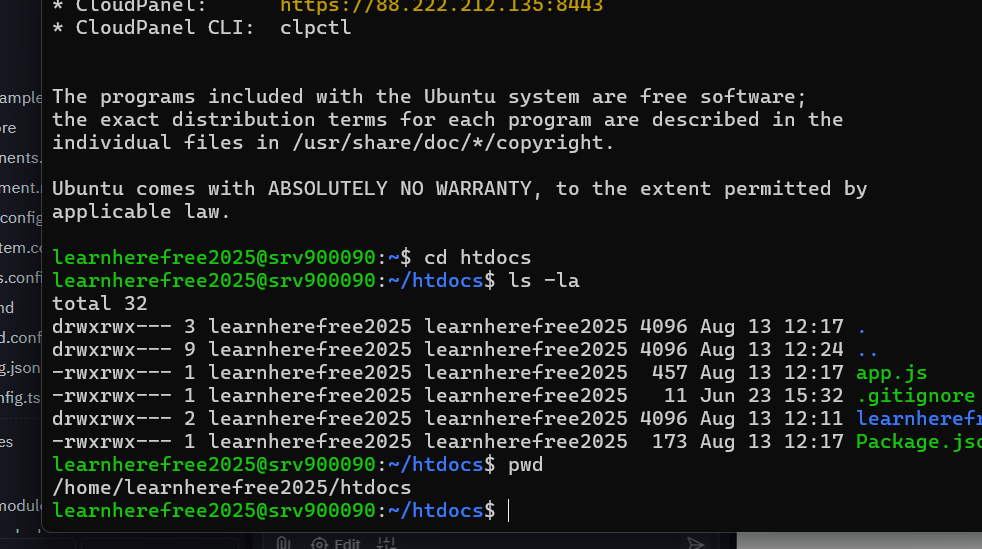 * CloudPanel: https://88.222.212.135:8443
* CloudPanel CLI: clpctl
The programs included with the Ubuntu system are free software;
the exact distribution terms for each program are described in the
individual files in /usr/share/doc/*/copyright.
Ubuntu comes with ABSOLUTELY NO WARRANTY, to the extent permitted by
applicable law.
learnherefree2025@srv900090:~$ cd htdocs
learnherefree2025@srv900090:~/htdocs$ ls -la
total 32
drwxrwx--- 3 learnherefree2025 learnherefree2025 4096 Aug 13 12:17 .
drwxrwx--- 9 learnherefree2025 learnherefree2025 4096 Aug 13 12:24 ..
-rwxrwx--- 1 learnherefree2025 learnherefree2025 457 Aug 13 12:17 app.js
-rwxrwx--- 1 learnherefree2025 learnherefree2025 11 Jun 23 15:32 .gitignore
drwxrwx--- 2 learnherefree2025 learnherefree2025 4096 Aug 13 12:11 learnherefr
-rwxrwx--- 1 learnherefree2025 learnherefree2025 173 Aug 13 12:17 Package.jso
learnherefree2025@srv900090:~/htdocs$ pwd
/home/learnherefree2025/htdocs
learnherefree2025@srv900090:~/htdocs$
ample
ore
nents.
ment.
config
tem.co
s.confi
nd
d.conf
g.json
nfig.ts
es
modul
Edit